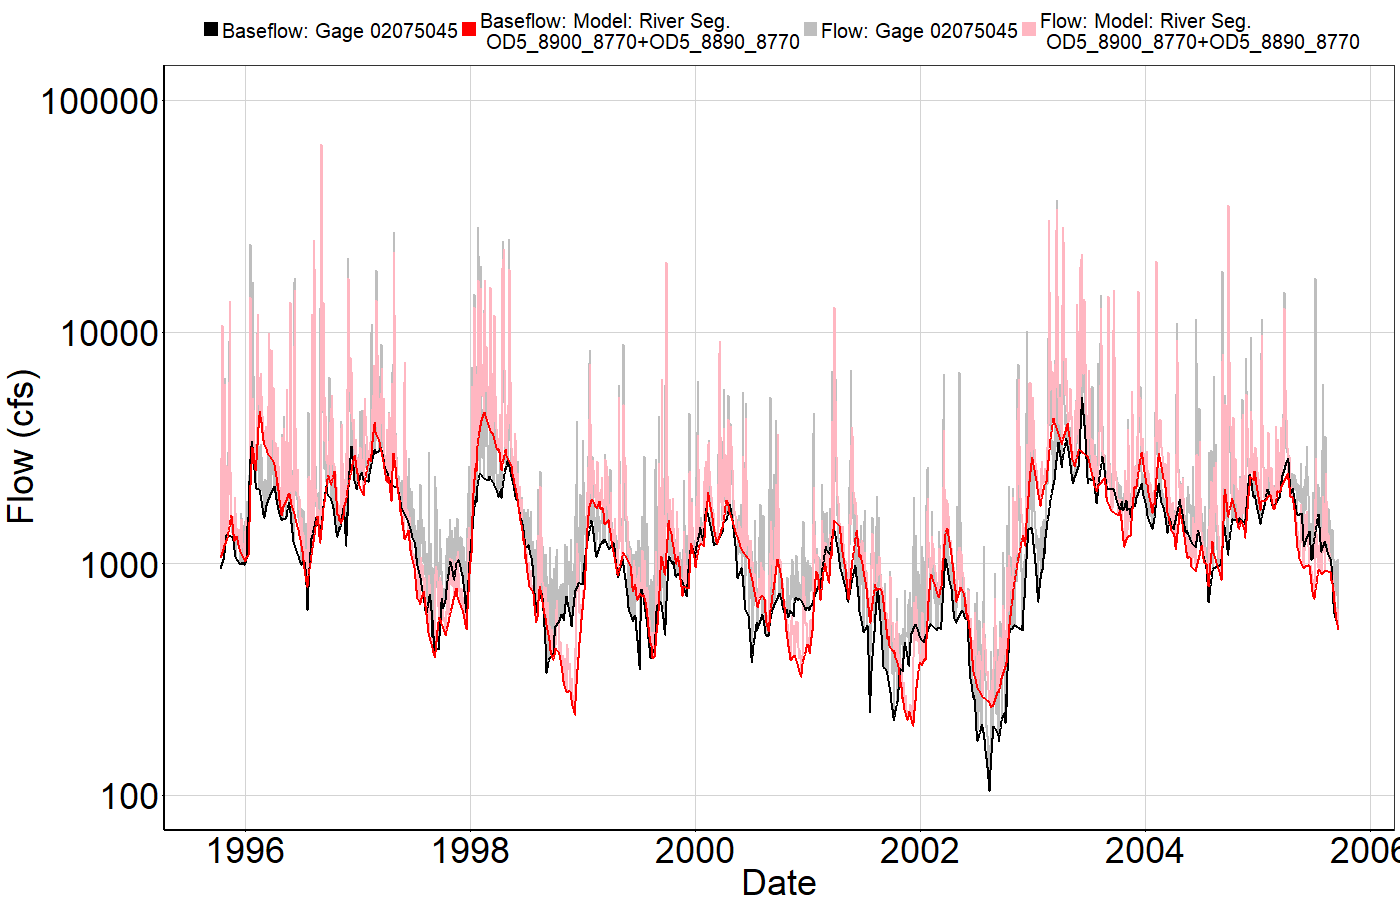 Baseflow: Gage 02075045
Baseflow: Model: River Seg.
OD5_8900_8770+OD5_8890_8770
Flow: Gage 02075045
Flow: Model: River Seg.
OD5_8900_8770+OD5_8890_8770
Flow (cfs)
100000
10000
1000
100
1996
1998
2000
2002
2004
2006
Date